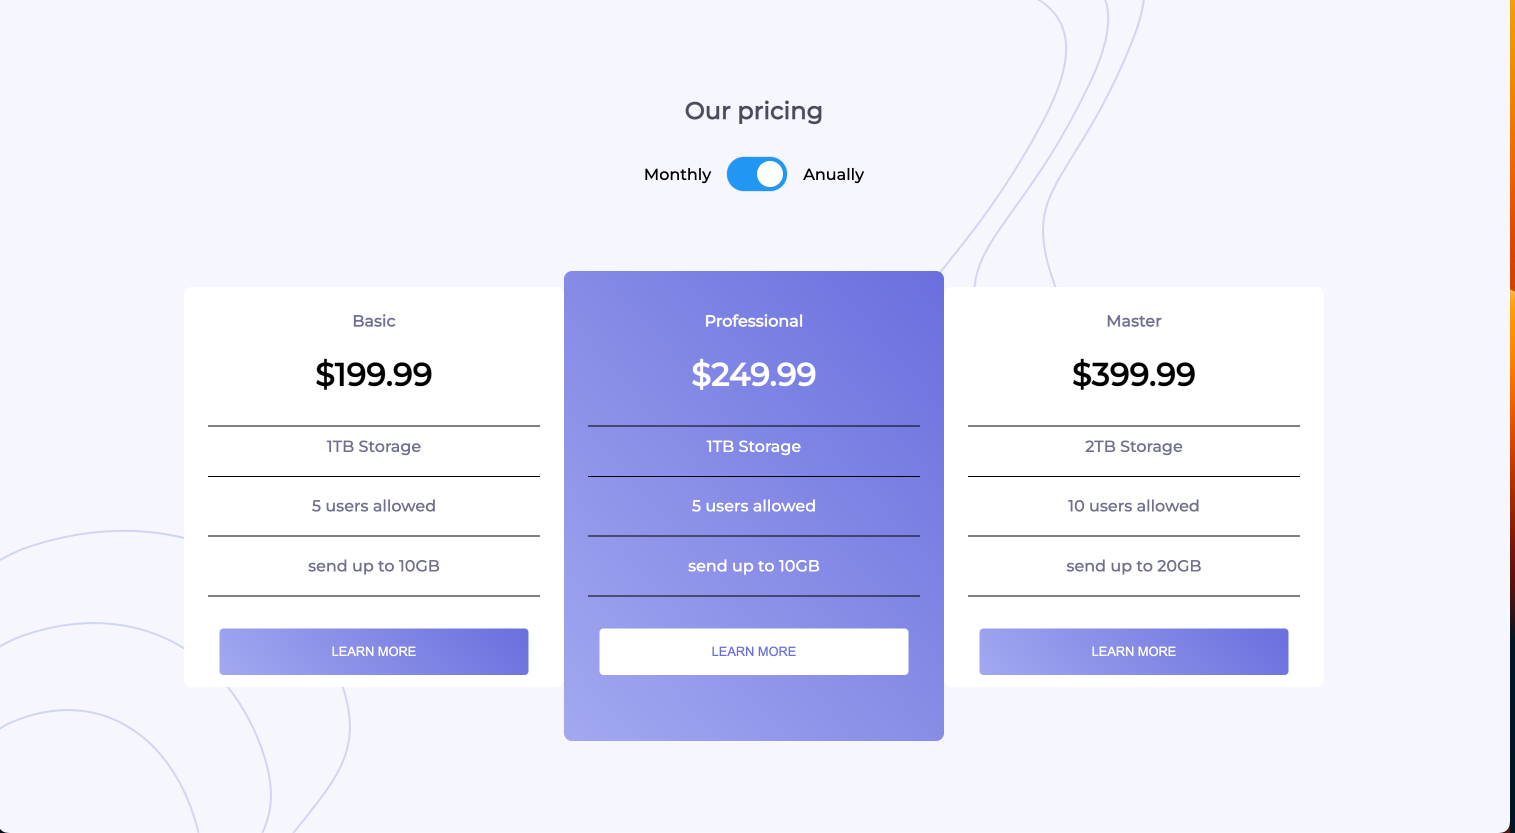 Our pricing
Monthly Anually
Basic
$199.99
1TB Storage
5 users allowed
send up to 10GB
LEARN MORE
Professional
$249.99
1TB Storage
5 users allowed
send up to 10GB
LEARN MORE
Master
$399.99
2TB Storage
10 users allowed
send up to 20GB
LEARN MORE